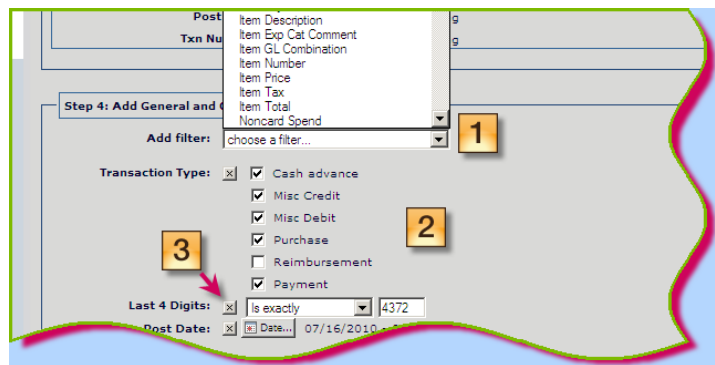 Post
Item Description
g
Item Exp Cat Comment
Txn Nu
Item GL Combination
g
Item Number
Item Price
Item Tax
Item Total
Step 4: Add General and
Noncard Spend
Add filter: choose a filter...
1
Transaction Type: x Cash advance
Misc Credit
Misc Debit
2
Purchase
3
Reimbursement
Payment
Last 4 Digits: x Is exactly 4372
Post Date: x Date... 07/16/2010 -